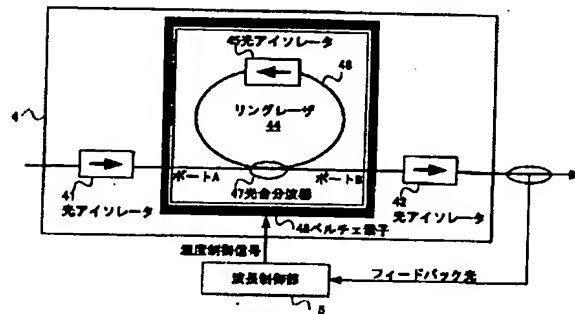 45光アイソレータ
46
リングレーザ
44
4
ポートA
ポートB
41
光アイソレータ
47光合分波器
42
光アイソレータ
48ペルチェ素子
温度制御信号
波長制御部
フィードバック光
5